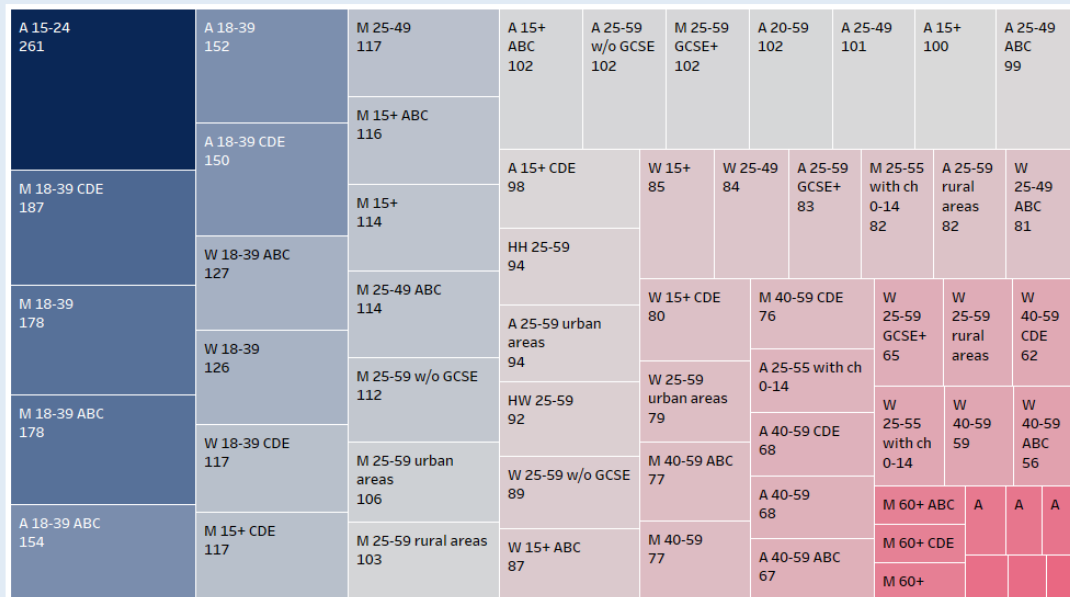 A 15-24
261
M 18-39 CDE
187
M 18-39
178
M 18-39 ABC
178
A 18-39 ABC
154
A 18-39
152
A 18-39 CDE
150
W 18-39 ABC
127
W 18-39
126
W 18-39 CDE
117
M 15+ CDE
117
M 25-49
117
M 15+ ABC
116
M 15+
114
M 25-49 ABC
114
M 25-59 w/o GCSE
112
M 25-59 urban
areas
106
M 25-59 rural areas
103
A 15+
ABC
102
A 25-59
w/o GCSE
102
M 25-59
GCSE+
102
A 20-59
102
A 25-49
101
A 15+
100
A 25-49
ABC
99
A 15+ CDE
98
HH 25-59
94
A 25-59 urban
areas
94
HW 25-59
92
W 25-59 w/o GCSE
89
W 15+ ABC
87
W 15+
85
W 25-49
84
A 25-59
GCSE+
83
M 25-55
with ch
0-14
82
A 25-59
rural
areas
82
W
25-49
ABC
81
W 15+ CDE
80
W 25-59
urban areas
79
M 40-59 ABC
77
M 40-59
77
M 40-59 CDE
76
A 25-55 with ch
0-14
A 40-59 CDE
68
A 40-59
68
A 40-59 ABC
67
W
25-59
GCSE+
65
W
25-59
rural
areas
W
40-59
CDE
62
W
25-55
with ch
0-14
W
40-59
59
W
40-59
ABC
56
M 60+ ABC
M 60+ CDE
M 60+
A
A
A